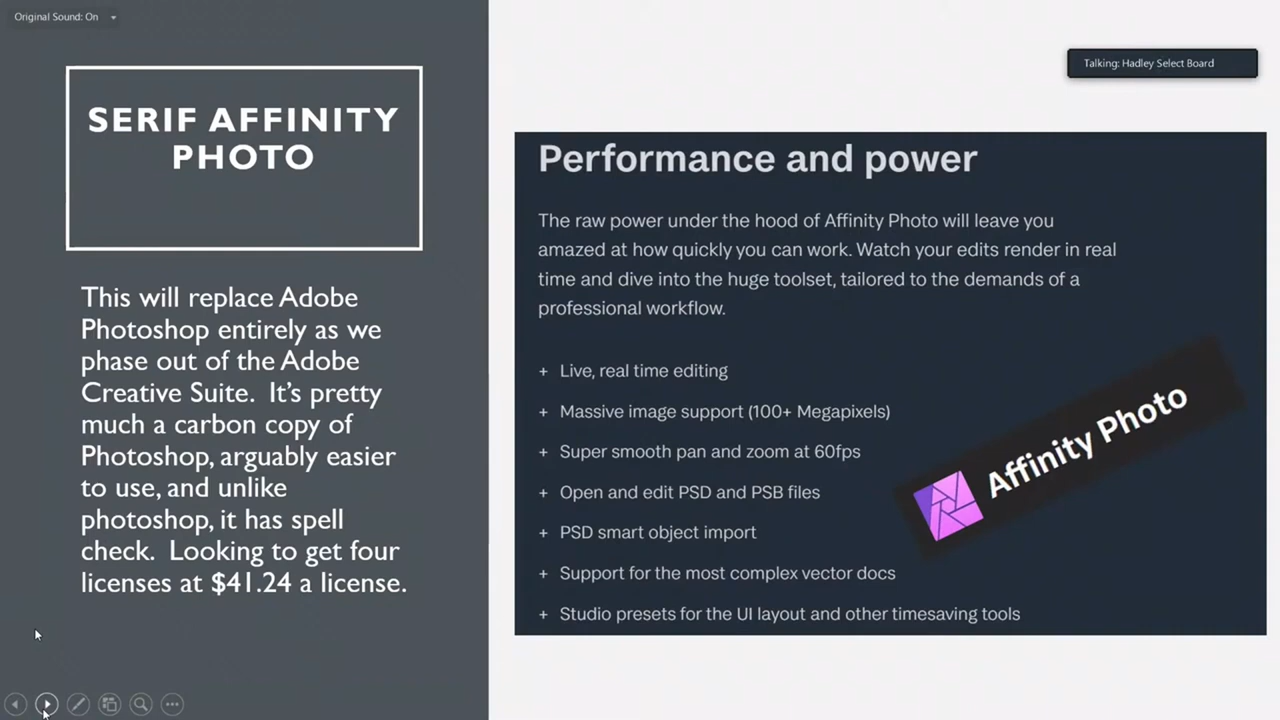 Original Sound: On
Talking: Hadley Select Board
SERIF AFFINITY
PHOTO
This will replace Adobe
Photoshop entirely as we
phase out of the Adobe
Creative Suite. It's pretty
much a carbon copy of
Photoshop, arguably easier
to use, and unlike
photoshop, it has spell
check. Looking to get four
licenses at $41.24 a license.
Performance and power
The raw power under the hood of Affinity Photo will leave you
amazed at how quickly you can work. Watch your edits render in real
time and dive into the huge toolset, tailored to the demands of a
professional workflow.
+ Live, real time editing
+ Massive image support (100+ Megapixels)
+ Super smooth pan and zoom at 60fps
+ Open and edit PSD and PSB files
+ PSD smart object import
+ Support for the most complex vector docs
+ Studio presets for the UI layout and other timesaving tools
Affinity Photo